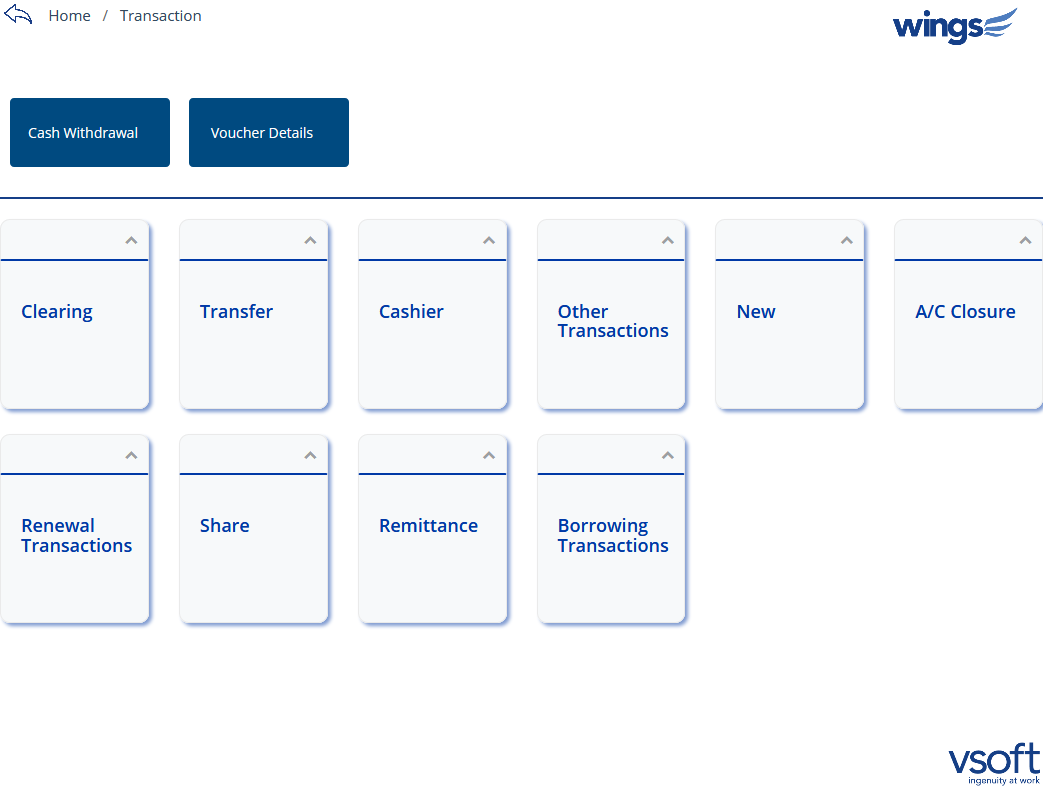 Home / Transaction
wings
Cash Withdrawal
Voucher Details
Clearing
Transfer
Cashier
Other
Transactions
New
A/C Closure
Renewal
Transactions
Share
Remittance
Borrowing
Transactions
vsoft
ingenuity at work